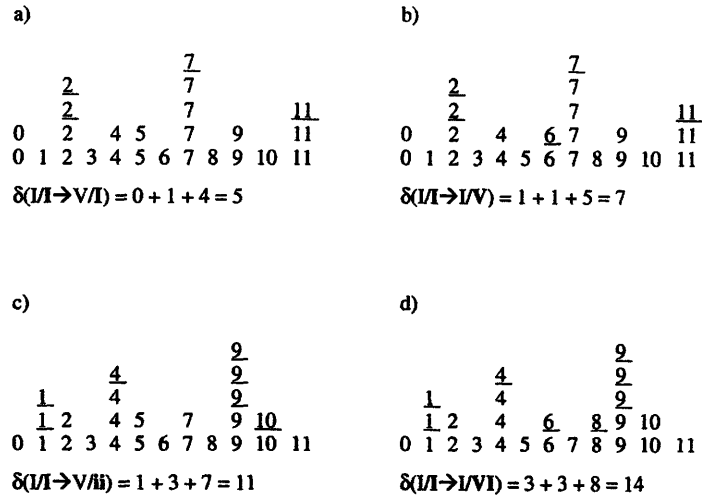 a)
7
2 7
2 7 11
0 2 4 5 7 9 11
0 1 2 3 4 5 6 7 8 9 10 11
δ(I/I→V/I) = 0 + 1 + 4 = 5
b)
7
2 7
2 7 11
0 2 4 6 7 9 11
0 1 2 3 4 5 6 7 8 9 10 11
δ(I/I→I/V) = 1 + 1 + 5 = 7
c)
9
4 9
1 4 9
1 2 4 5 7 9 10
0 1 2 3 4 5 6 7 8 9 10 11
δ(I/I→V/ii) = 1 + 3 + 7 = 11
d)
9
4 9
1 4 9
1 2 4 6 8 9 10
0 1 2 3 4 5 6 7 8 9 10 11
δ(I/I→I/VI) = 3 + 3 + 8 = 14